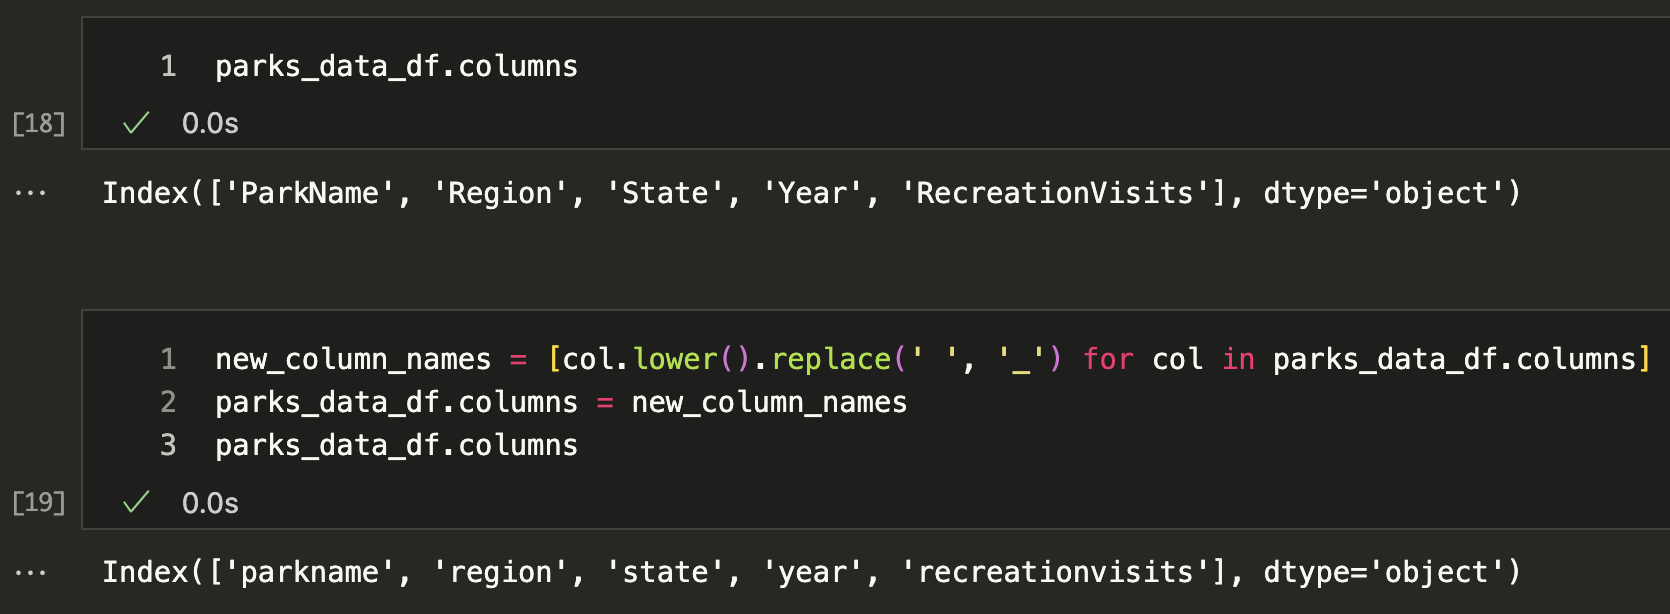 1 parks_data_df.columns
[18] ✓ 0.0s
... Index(['ParkName', 'Region', 'State', 'Year', 'RecreationVisits'], dtype='object')
1 new_column_names = [col.lower().replace(' ', '_') for col in parks_data_df.columns]
2 parks_data_df.columns = new_column_names
3 parks_data_df.columns
[19] ✓ 0.0s
... Index(['parkname', 'region', 'state', 'year', 'recreationvisits'], dtype='object')